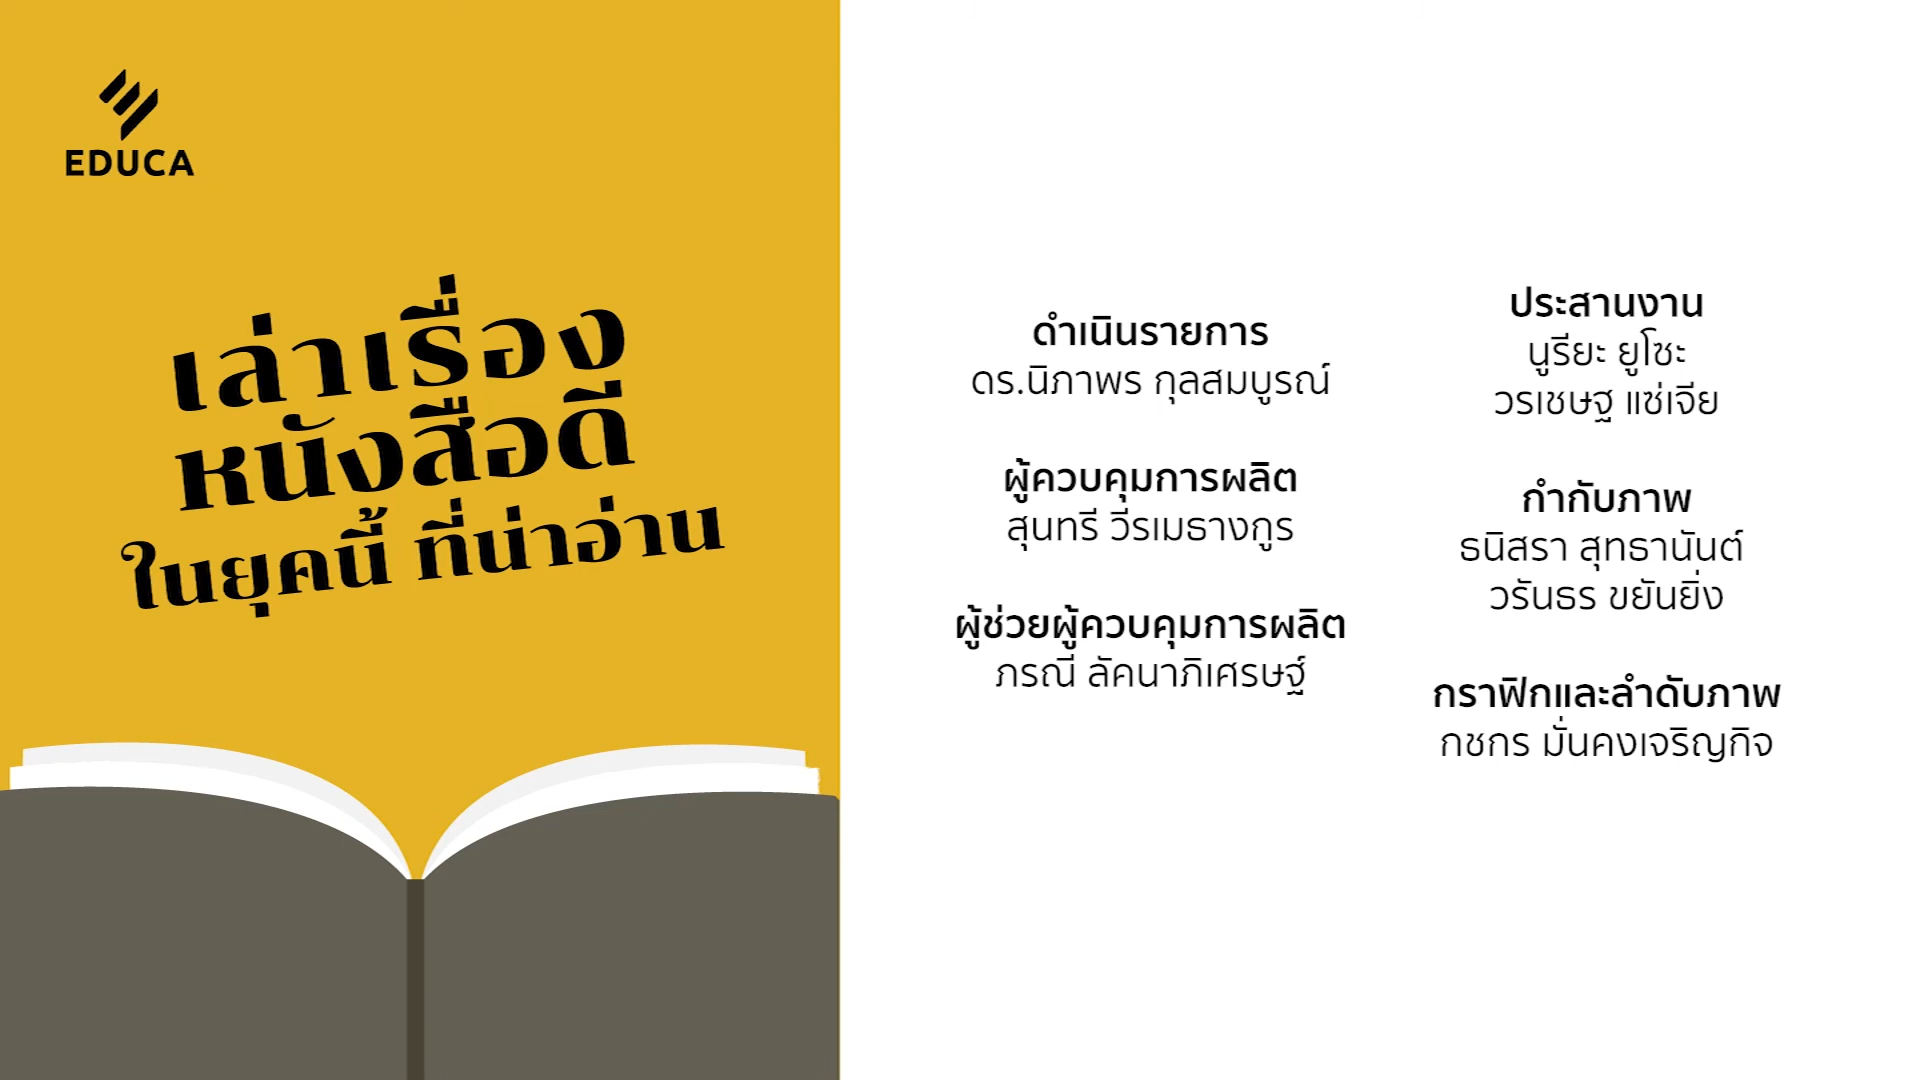 EDUCA
เล่าเรื่อง
หนังสือดี
ในยุคนี้ ที่น่าอ่าน
ดำเนินรายการ
ดร.นิภาพร กุลสมบูรณ์
ผู้ควบคุมการผลิต
สุนทรี วีรเมธางกูร
ผู้ช่วยผู้ควบคุมการผลิต
ภรณี ลัคนาภิเศรษฐ์
ประสานงาน
นูรียะ ยูโซะ
วรเชษฐ แซ่เจีย
กำกับภาพ
ธนิสรา สุทธานันต์
วรันธร ขยันยิ่ง
กราฟิกและลำดับภาพ
กชกร มั่นคงเจริญกิจ